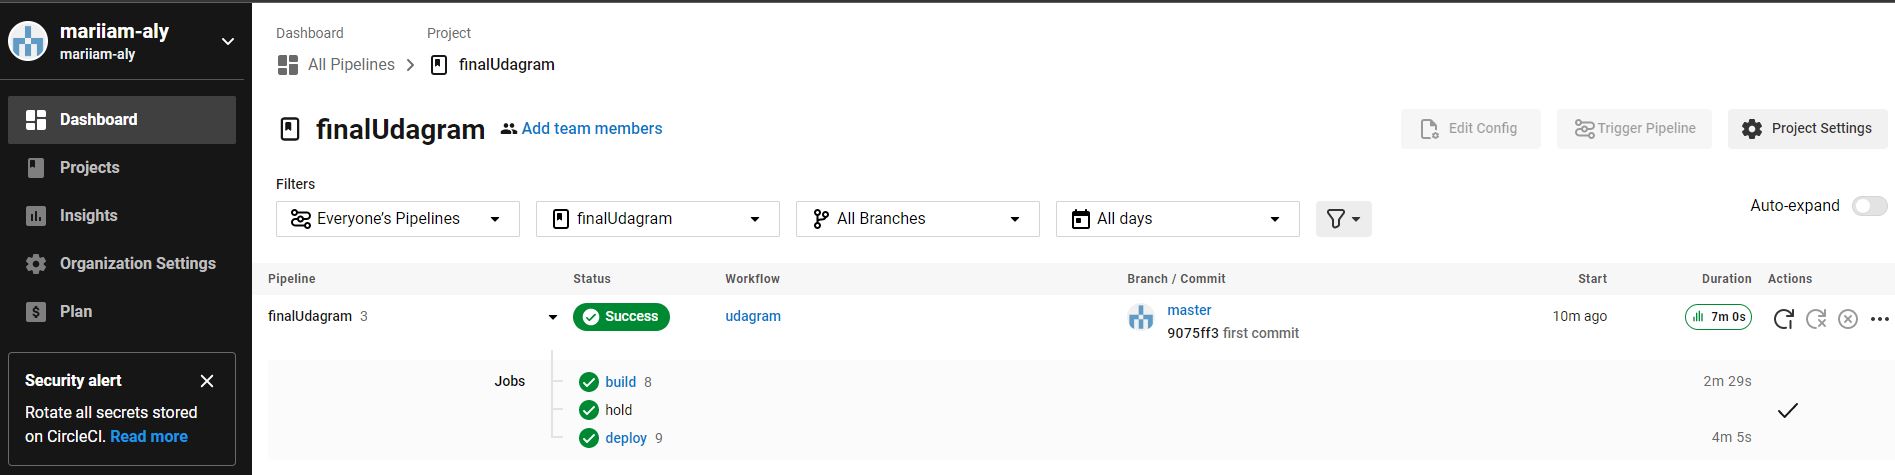 mariiam-aly
mariiam-aly
Dashboard
Projects
Insights
Organization Settings
Plan
Security alert
Rotate all secrets stored
on CircleCI. Read more
Dashboard Project
All Pipelines finalUdagram
finalUdagram Add team members
Edit Config Trigger Pipeline Project Settings
Filters
Everyone's Pipelines finalUdagram All Branches All days
Auto-expand
Pipeline Status Workflow Branch / Commit Start Duration Actions
finalUdagram 3 Success udagram master 10m ago 7m 0s
9075ff3 first commit
Jobs build 8 2m 29s
hold
deploy 9 4m 5s